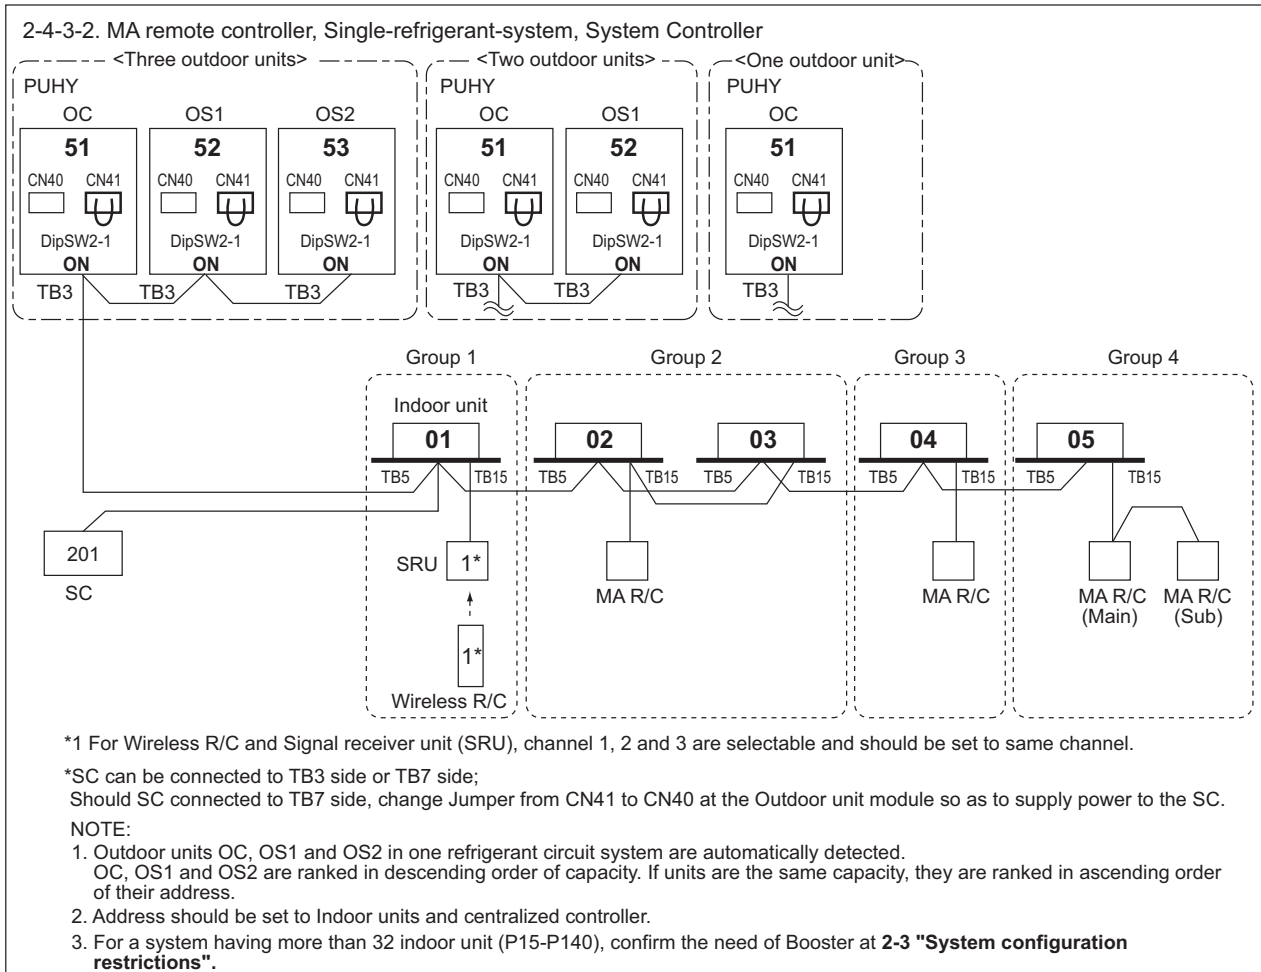 2-4-3-2. MA remote controller, Single-refrigerant-system, System Controller
<Three outdoor units>
<Two outdoor units>
<One outdoor unit>
PUHY
PUHY
PUHY
OC OS1 OS2
OC OS1
OC
51 52 53
51 52
51
CN40 CN41 CN40 CN41 CN40 CN41
CN40 CN41 CN40 CN41
CN40 CN41
DipSW2-1 DipSW2-1 DipSW2-1
DipSW2-1 DipSW2-1
DipSW2-1
ON ON ON
ON ON
ON
TB3 TB3 TB3
TB3 TB3
TB3
Group 1 Group 2 Group 3 Group 4
Indoor unit
01 02 03 04 05
TB5 TB15 TB5 TB15 TB5 TB15 TB5 TB15 TB5 TB15
201
SC
SRU 1*
MA R/C
MA R/C
MA R/C
(Main)
MA R/C
(Sub)
1*
Wireless R/C
*1 For Wireless R/C and Signal receiver unit (SRU), channel 1, 2 and 3 are selectable and should be set to same channel.
*SC can be connected to TB3 side or TB7 side;
Should SC connected to TB7 side, change Jumper from CN41 to CN40 at the Outdoor unit module so as to supply power to the SC.
NOTE:
1. Outdoor units OC, OS1 and OS2 in one refrigerant circuit system are automatically detected.
OC, OS1 and OS2 are ranked in descending order of capacity. If units are the same capacity, they are ranked in ascending order
of their address.
2. Address should be set to Indoor units and centralized controller.
3. For a system having more than 32 indoor unit (P15-P140), confirm the need of Booster at 2-3 "System configuration
restrictions".